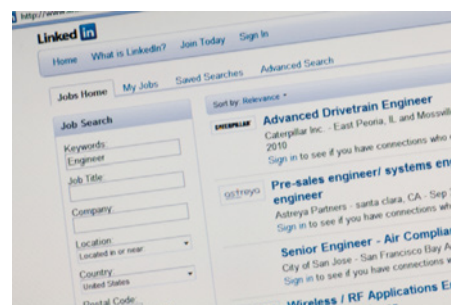 http://www.
Linked in
Home What is LinkedIn? Join Today Sign In
Jobs Home My Jobs Saved Searches Advanced Search
Job Search
Keywords:
Engineer
Job Title:
Company:
Location:
Located in or near:
Country:
United States
Postal Code:
Sort by: Relevance
CATERPILLAR
Advanced Drivetrain Engineer
Caterpillar Inc. - East Peoria, IL and Mossvil
2010
Sign in to see if you have connections who
astreya
Pre-sales engineer/ systems en
engineer
Astreya Partners - santa clara, CA - Sep
Sign in to see if you have connections wh
Senior Engineer - Air Complia
City of San Jose - San Francisco Bay A
Sign in to see if you have connections
Wireless / RF Applications E